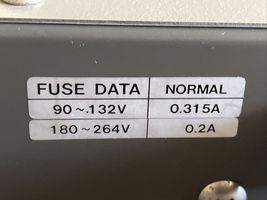 FUSE DATA NORMAL
90~132V 0.315A
180~264V 0.2A